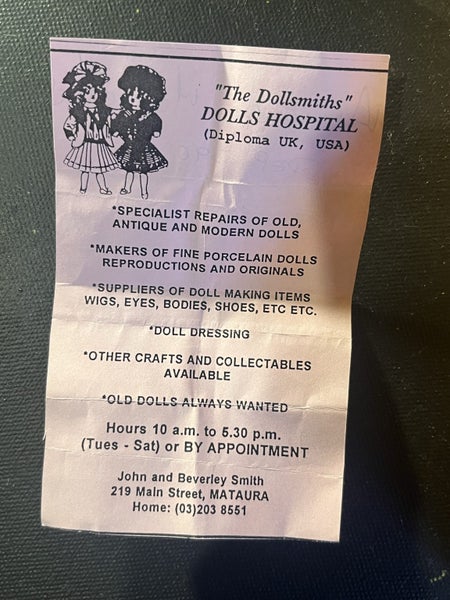 "The Dollsmiths"
DOLLS HOSPITAL
(Diploma UK, USA)
*SPECIALIST REPAIRS OF OLD,
ANTIQUE AND MODERN DOLLS
*MAKERS OF FINE PORCELAIN DOLLS
REPRODUCTIONS AND ORIGINALS
*SUPPLIERS OF DOLL MAKING ITEMS
WIGS, EYES, BODIES, SHOES, ETC ETC.
*DOLL DRESSING
*OTHER CRAFTS AND COLLECTABLES
AVAILABLE
*OLD DOLLS ALWAYS WANTED
Hours 10 a.m. to 5.30 p.m.
(Tues - Sat) or BY APPOINTMENT
John and Beverley Smith
219 Main Street, MATAURA
Home: (03)203 8551